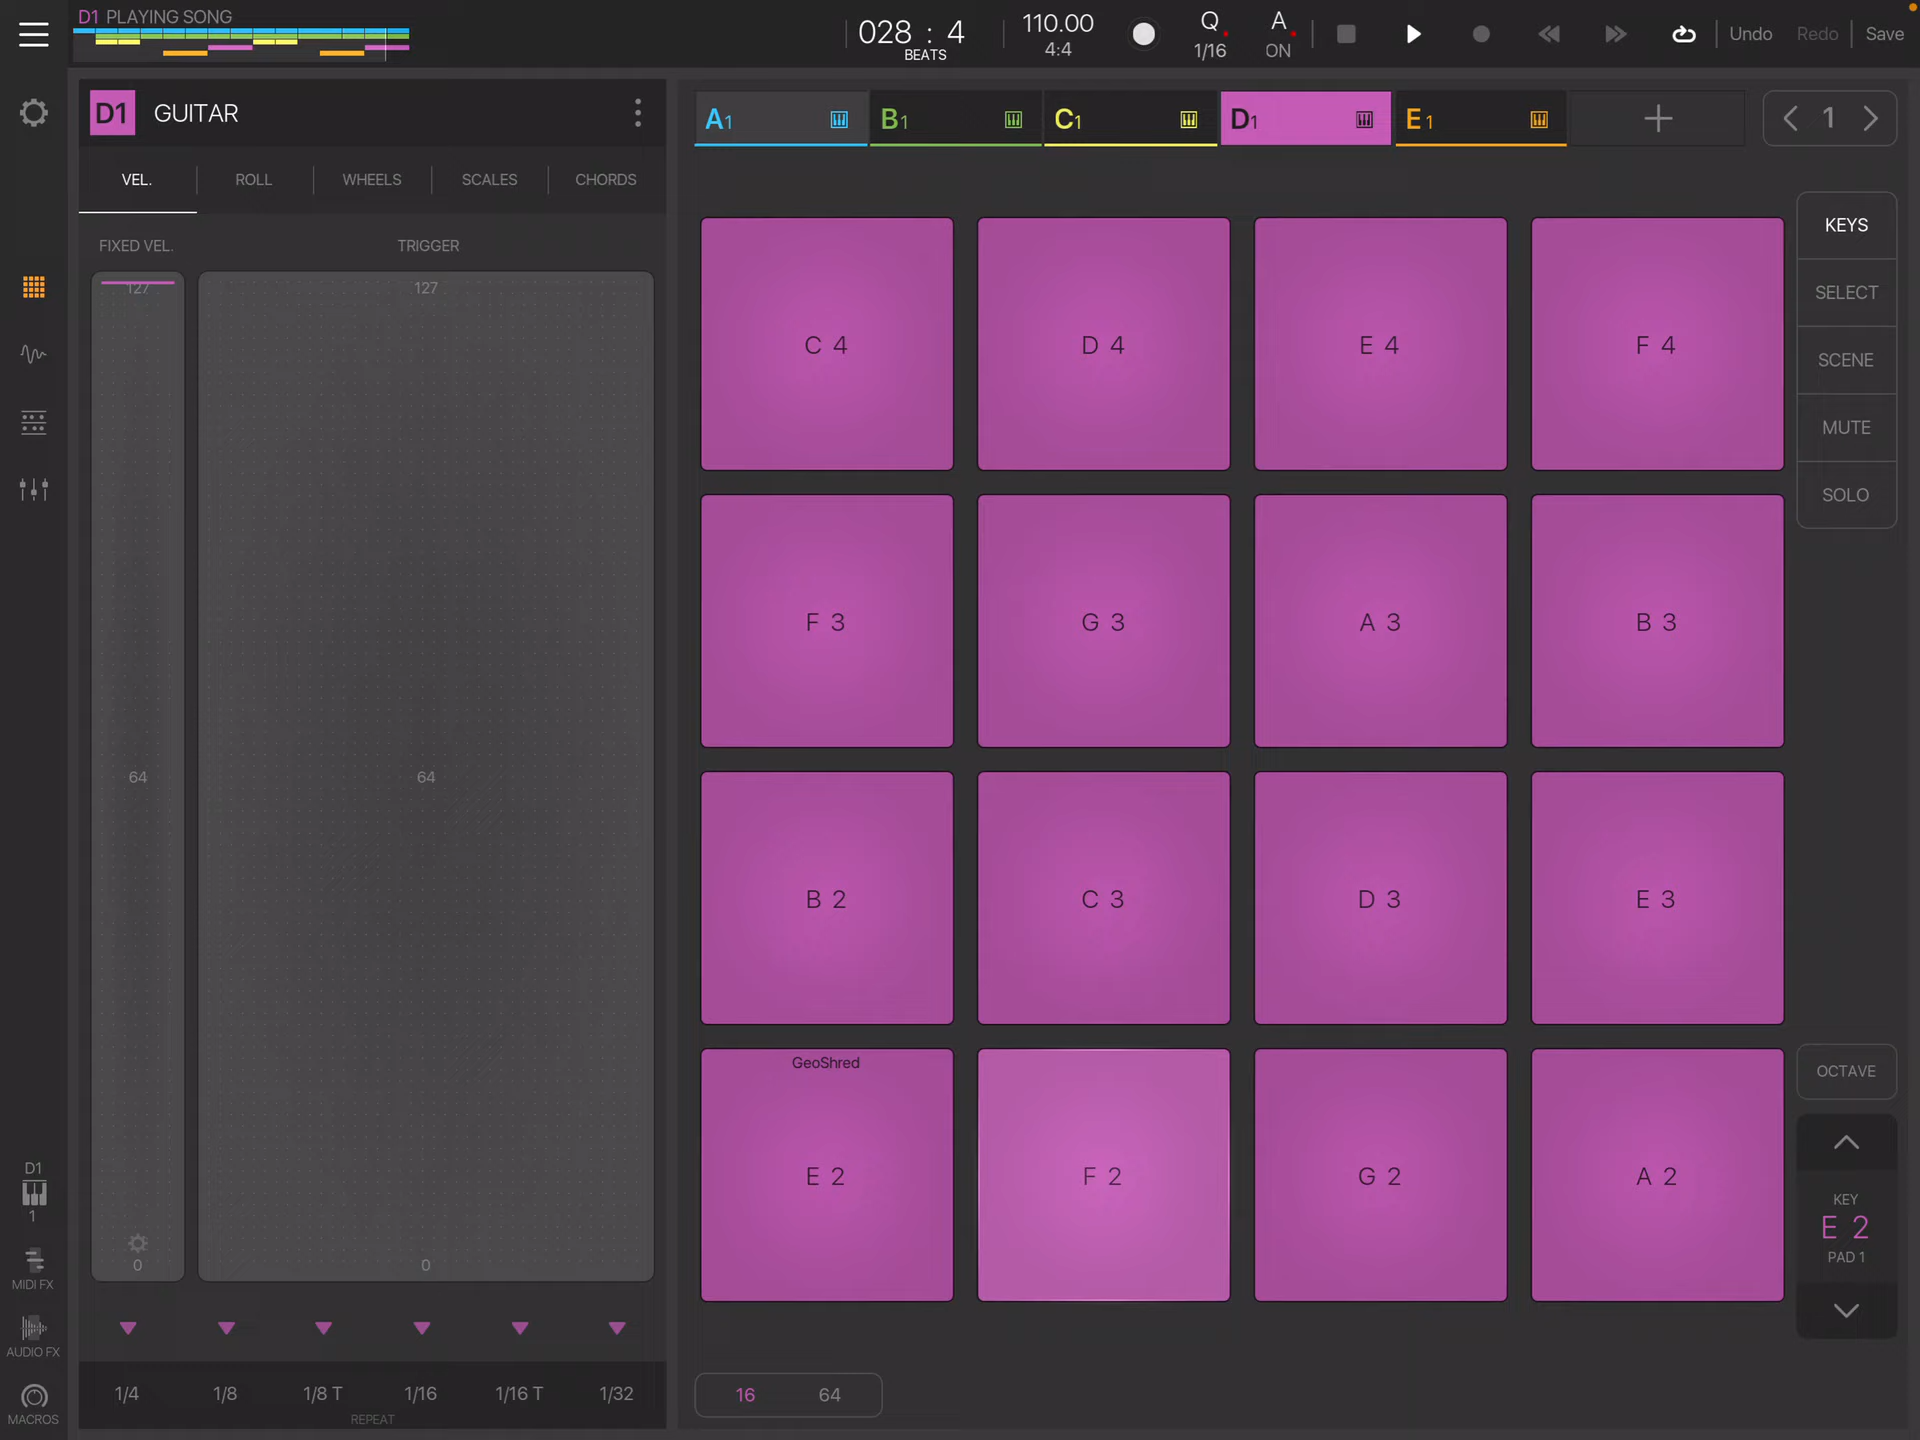 D1 PLAYING SONG
028 : 4
BEATS
110.00
4:4
Q
1/16
A
ON
Undo
Redo
Save
D1 GUITAR
A1
B1
C1
D1
E1
1
VEL.
ROLL
WHEELS
SCALES
CHORDS
FIXED VEL.
TRIGGER
127
127
64
64
0
0
C 4
D 4
E 4
F 4
F 3
G 3
A 3
B 3
B 2
C 3
D 3
E 3
GeoShred
E 2
F 2
G 2
A 2
KEYS
SELECT
SCENE
MUTE
SOLO
OCTAVE
KEY
E 2
PAD 1
D1
1
MIDI FX
AUDIO FX
MACROS
1/4
1/8
1/8 T
1/16
1/16 T
1/32
REPEAT
16
64